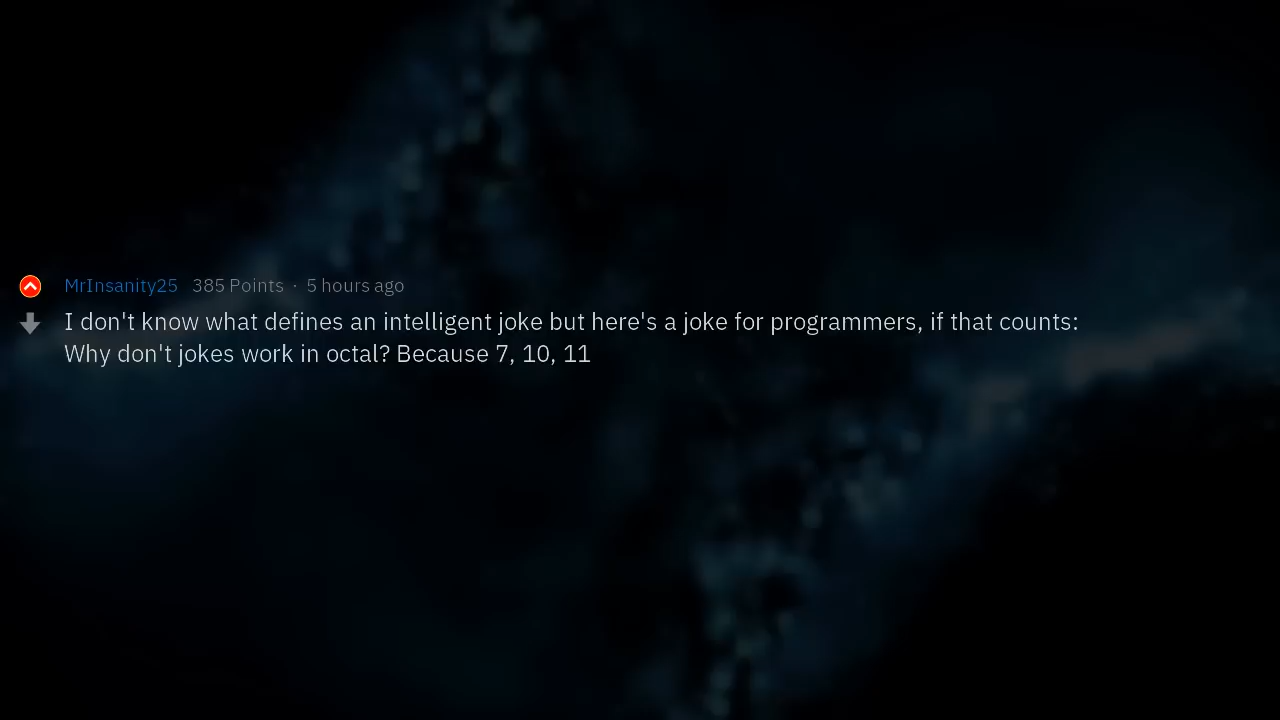 MrInsanity25 385 Points · 5 hours ago
I don't know what defines an intelligent joke but here's a joke for programmers, if that counts:
Why don't jokes work in octal? Because 7, 10, 11